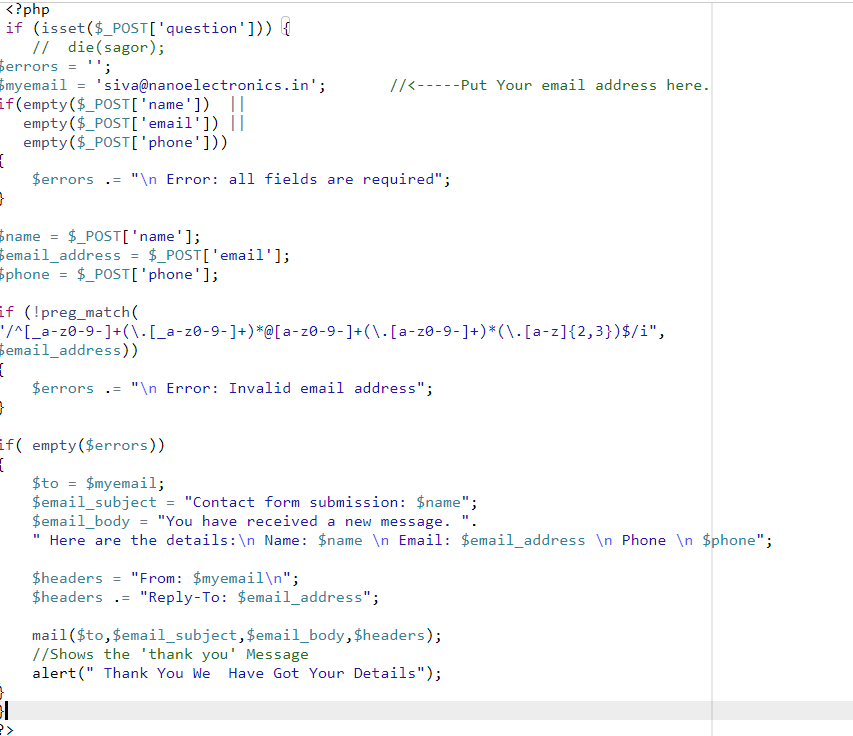 <?php
if (isset($_POST['question'])) {
// die(sagor);
$errors = '';
$myemail = 'siva@nanoelectronics.in'; //<-----Put Your email address here.
if(empty($_POST['name']) ||
empty($_POST['email']) ||
empty($_POST['phone']))
{
$errors .= "\n Error: all fields are required";
}
$name = $_POST['name'];
$email_address = $_POST['email'];
$phone = $_POST['phone'];
if (!preg_match(
"/^[_a-z0-9-]+(\.[_a-z0-9-]+)*@[a-z0-9-]+(\.[a-z0-9-]+)*(\.[a-z]{2,3})$/i",
$email_address))
{
$errors .= "\n Error: Invalid email address";
}
if( empty($errors))
{
$to = $myemail;
$email_subject = "Contact form submission: $name";
$email_body = "You have received a new message. ".
" Here are the details:\n Name: $name \n Email: $email_address \n Phone \n $phone";
$headers = "From: $myemail\n";
$headers .= "Reply-To: $email_address";
mail($to,$email_subject,$email_body,$headers);
//Shows the 'thank you' Message
alert(" Thank You We  Have Got Your Details");
}
}
?>